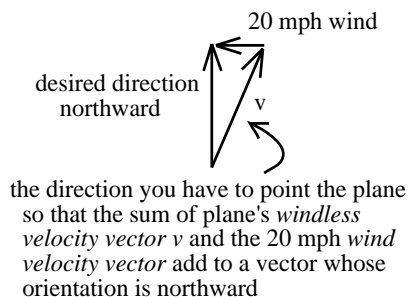 20 mph wind
desired direction
northward
v
the direction you have to point the plane
so that the sum of plane's windless
velocity vector v and the 20 mph wind
velocity vector add to a vector whose
orientation is northward